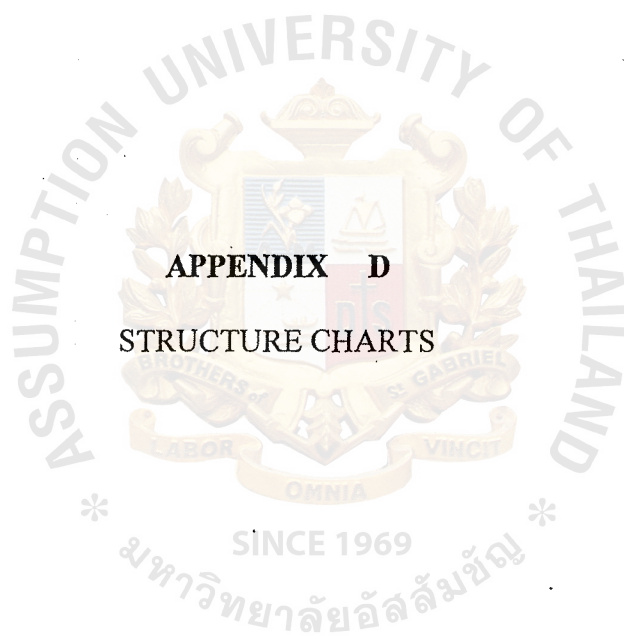 ASSUMPTION UNIVERSITY OF THAILAND
APPENDIX D
STRUCTURE CHARTS
DS
BROTHERS of St GABRIEL
LABOR
VINCIT
OMNIA
* SINCE 1969 *
มหาวิทยาลัยอัสสัมชัญ